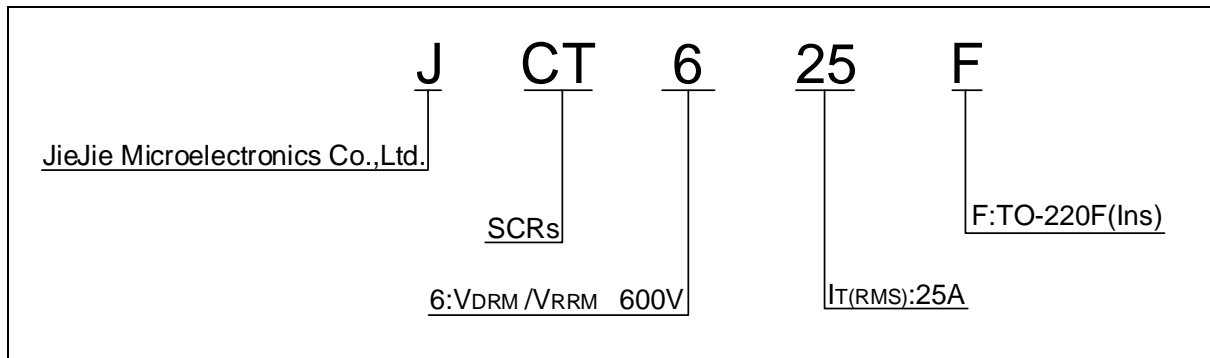 J CT 6 25 F
JieJie Microelectronics Co.,Ltd.
F:TO-220F(Ins)
SCRs
6:VDRM /VRRM 600V
IT(RMS):25A